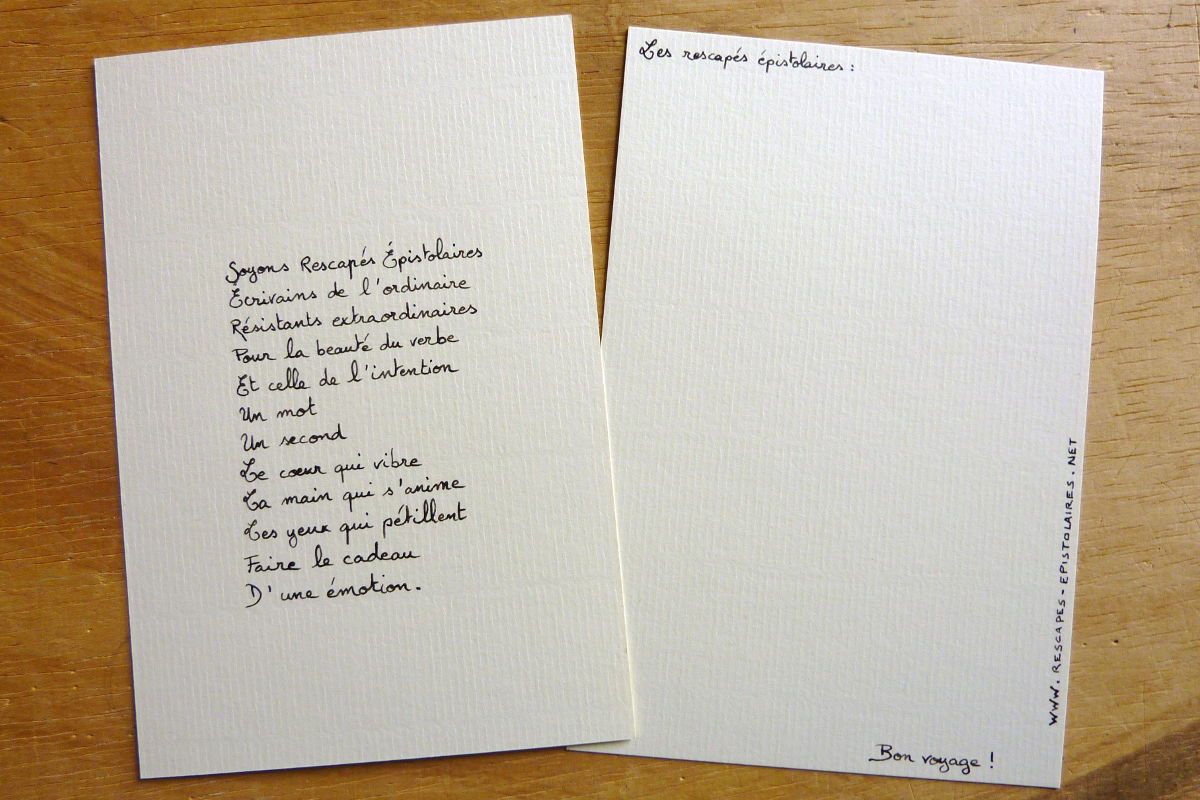 Soyons Rescapés Épistolaires
Écrivains de l'ordinaire
Résistants extraordinaires
Pour la beauté du verbe
Et celle de l'intention
Un mot
Un second
Le cœur qui vibre
La main qui s'anime
Les yeux qui pétillent
Faire le cadeau
D'une émotion.
Les rescapés épistolaires :
WWW. RESCAPES-EPISTOLAIRES. NET
Bon voyage !